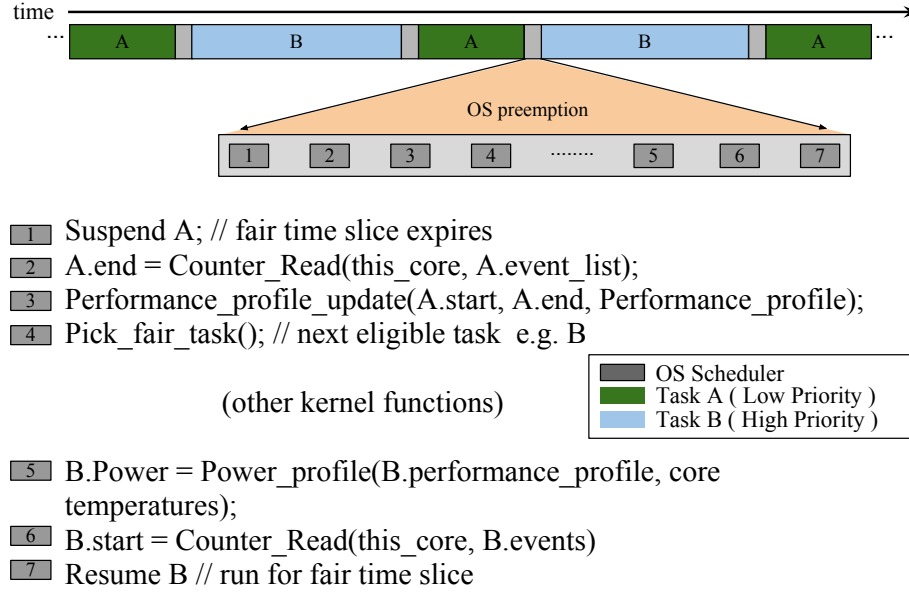 time
... A B A B A ...
OS preemption
1 2 3 4 ........ 5 6 7
1 Suspend A; // fair time slice expires
2 A.end = Counter_Read(this_core, A.event_list);
3 Performance_profile_update(A.start, A.end, Performance_profile);
4 Pick_fair_task(); // next eligible task e.g. B
OS Scheduler
Task A ( Low Priority )
Task B ( High Priority )
(other kernel functions)
5 B.Power = Power_profile(B.performance_profile, core
temperatures);
6 B.start = Counter_Read(this_core, B.events)
7 Resume B // run for fair time slice